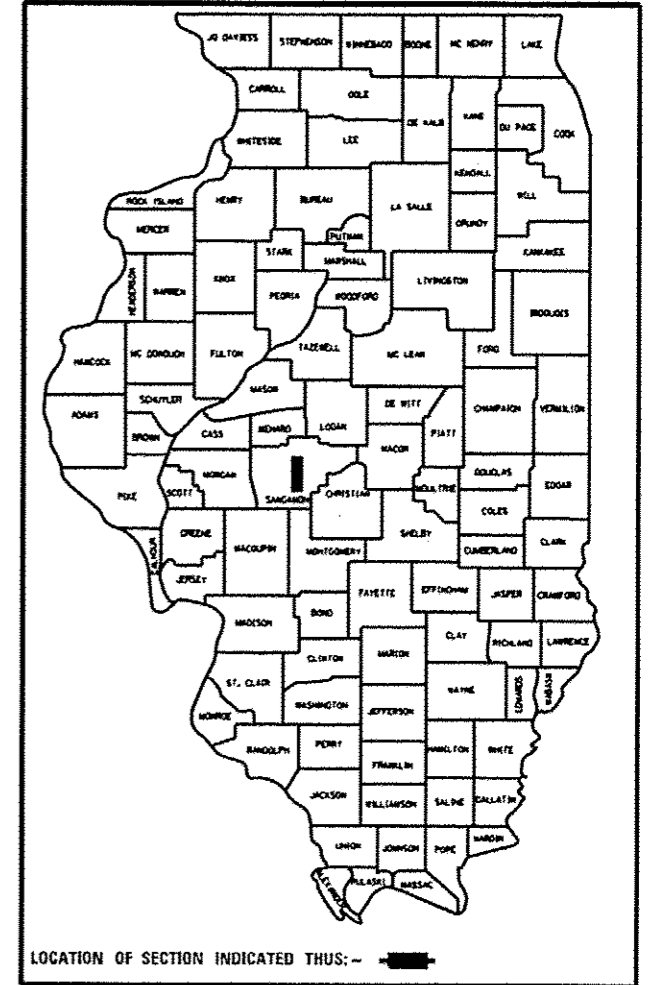 JO DAVIESS STEPHENSON WINNEBAGO BOONE MC HENRY LAKE
CARROLL OGLE DE KALB KANE DU PAGE COOK
WHITESIDE LEE KENDALL WILL
ROCK ISLAND HENRY BUREAU LA SALLE GRUNDY
MERCER PUTNAM KANKAKEE
STARK MARSHALL
HENDERSON WARREN KNOX PEORIA WOODFORD LIVINGSTON IROQUOIS
HANCOCK MC DONOUGH FULTON TAZEWELL MC LEAN FORD
SCHUYLER MASON DE WITT CHAMPAIGN VERMILION
ADAMS BROWN CASS MENARD LOGAN PIATT
MACON
PIKE SCOTT MORGAN SANGAMON CHRISTIAN MOULTRIE DOUGLAS EDGAR
COLES
CALHOUN GREENE MACOUPIN MONTGOMERY SHELBY CUMBERLAND CLARK
JERSEY FAYETTE EFFINGHAM JASPER CRAWFORD
MADISON BOND
CLAY RICHLAND LAWRENCE
CLINTON MARION
ST. CLAIR WAYNE EDWARDS WABASH
MONROE WASHINGTON JEFFERSON
RANDOLPH PERRY HAMILTON WHITE
FRANKLIN
JACKSON WILLIAMSON SALINE GALLATIN
UNION JOHNSON POPE HARDIN
ALEXANDER PULASKI MASSAC
LOCATION OF SECTION INDICATED THUS: ~